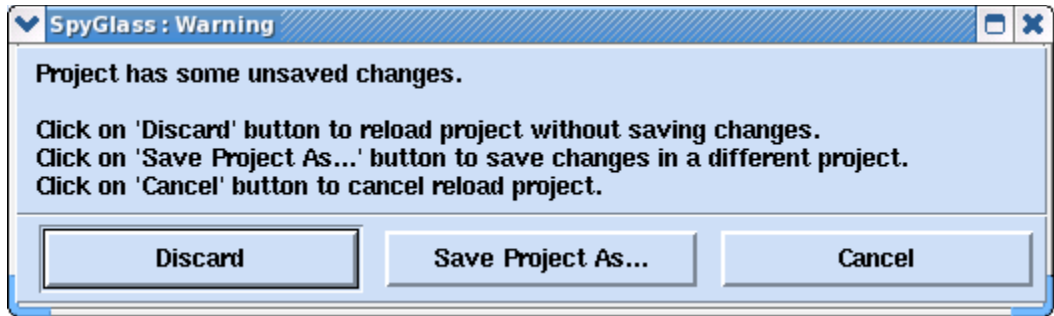 SpyGlass : Warning
Project has some unsaved changes.
Click on 'Discard' button to reload project without saving changes.
Click on 'Save Project As...' button to save changes in a different project.
Click on 'Cancel' button to cancel reload project.
Discard
Save Project As...
Cancel